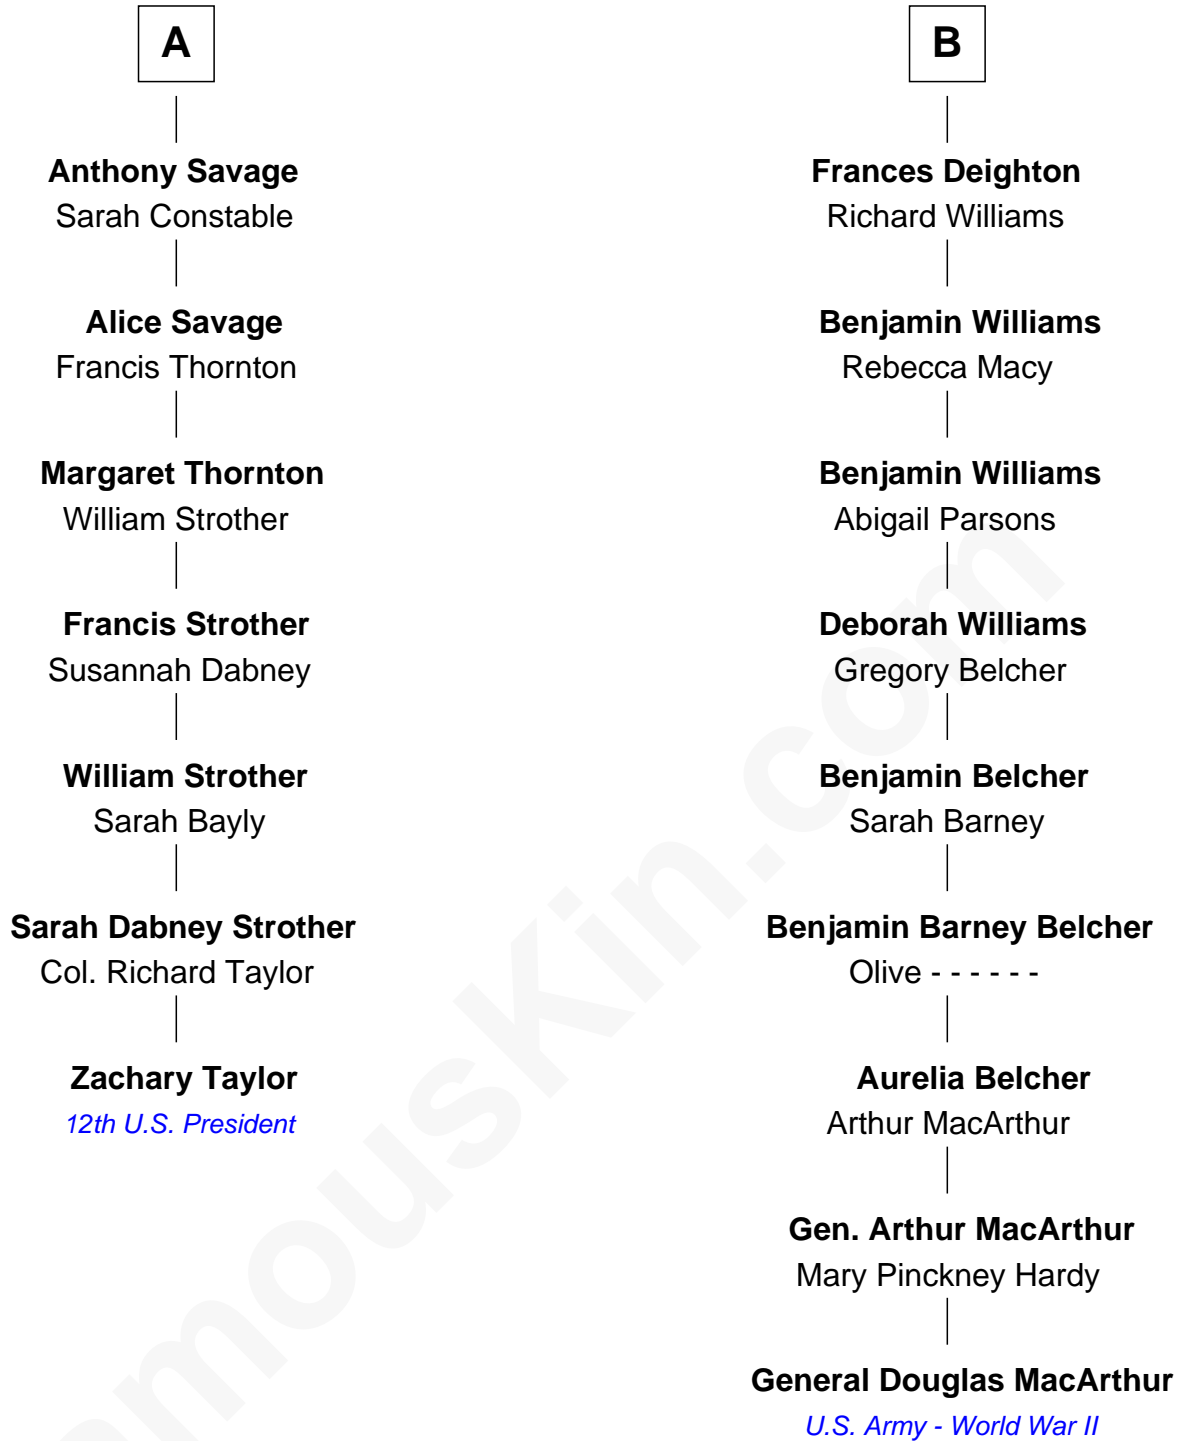 A
Anthony Savage
Sarah Constable
Alice Savage
Francis Thornton
Margaret Thornton
William Strother
Francis Strother
Susannah Dabney
William Strother
Sarah Bayly
Sarah Dabney Strother
Col. Richard Taylor
Zachary Taylor
12th U.S. President
B
Frances Deighton
Richard Williams
Benjamin Williams
Rebecca Macy
Benjamin Williams
Abigail Parsons
Deborah Williams
Gregory Belcher
Benjamin Belcher
Sarah Barney
Benjamin Barney Belcher
Olive - - - - - -
Aurelia Belcher
Arthur MacArthur
Gen. Arthur MacArthur
Mary Pinckney Hardy
General Douglas MacArthur
U.S. Army - World War II
amousKin.com